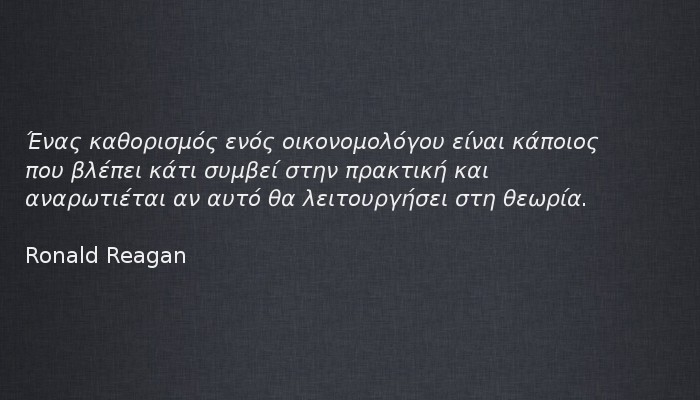 Ένας καθορισμός ενός οικονομολόγου είναι κάποιος
που βλέπει κάτι συμβεί στην πρακτική και
αναρωτιέται αν αυτό θα λειτουργήσει στη θεωρία.
Ronald Reagan